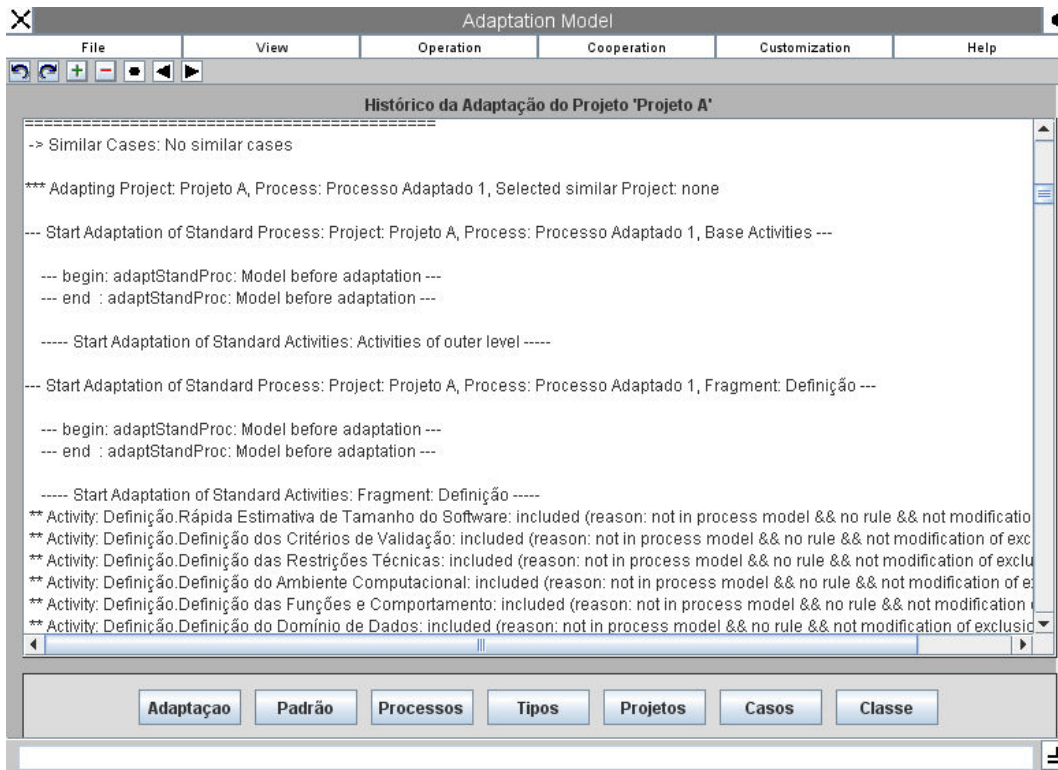 Adaptation Model
File View Operation Cooperation Customization Help
Histórico da Adaptação do Projeto 'Projeto A'
===========================================
-> Similar Cases: No similar cases
*** Adapting Project: Projeto A, Process: Processo Adaptado 1, Selected similar Project: none
--- Start Adaptation of Standard Process: Project: Projeto A, Process: Processo Adaptado 1, Base Activities ---
--- begin: adaptStandProc: Model before adaptation ---
--- end : adaptStandProc: Model before adaptation ---
----- Start Adaptation of Standard Activities: Activities of outer level -----
--- Start Adaptation of Standard Process: Project: Projeto A, Process: Processo Adaptado 1, Fragment: Definição ---
--- begin: adaptStandProc: Model before adaptation ---
--- end : adaptStandProc: Model before adaptation ---
----- Start Adaptation of Standard Activities: Fragment: Definição -----
** Activity: Definição.Rápida Estimativa de Tamanho do Software: included (reason: not in process model && no rule && not modificatio
** Activity: Definição.Definição dos Critérios de Validação: included (reason: not in process model && no rule && not modification of exc
** Activity: Definição.Definição das Restrições Técnicas: included (reason: not in process model && no rule && not modification of exclu
** Activity: Definição.Definição do Ambiente Computacional: included (reason: not in process model && no rule && not modification of e
** Activity: Definição.Definição das Funções e Comportamento: included (reason: not in process model && no rule && not modification
** Activity: Definição.Definição do Domínio de Dados: included (reason: not in process model && no rule && not modification of exclusio
Adaptaçao Padrão Processos Tipos Projetos Casos Classe